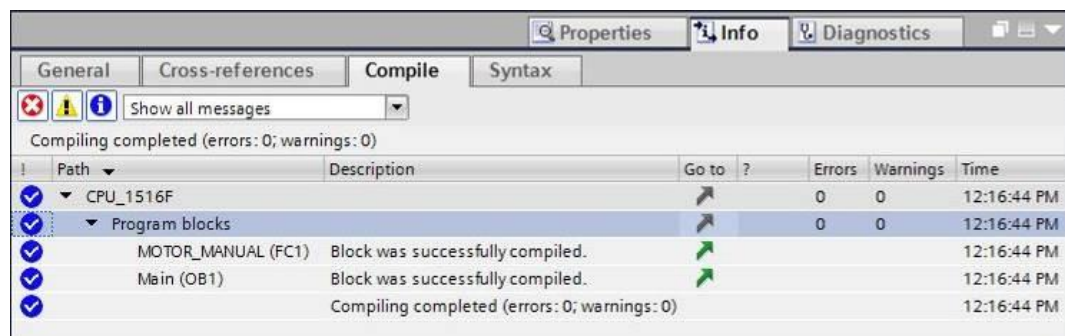 Properties Info Diagnostics
General Cross-references Compile Syntax
Show all messages
Compiling completed (errors: 0; warnings: 0)
! Path Description Go to ? Errors Warnings Time
CPU_1516F 0 0 12:16:44 PM
Program blocks 0 0 12:16:44 PM
MOTOR_MANUAL (FC1) Block was successfully compiled. 12:16:44 PM
Main (OB1) Block was successfully compiled. 12:16:44 PM
Compiling completed (errors: 0; warnings: 0) 12:16:44 PM